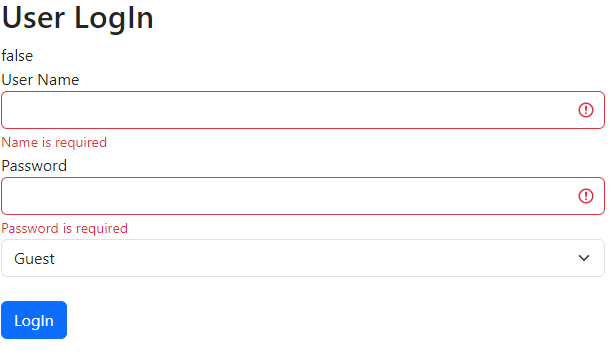 User LogIn
false
User Name
Name is required
Password
Password is required
Guest
LogIn